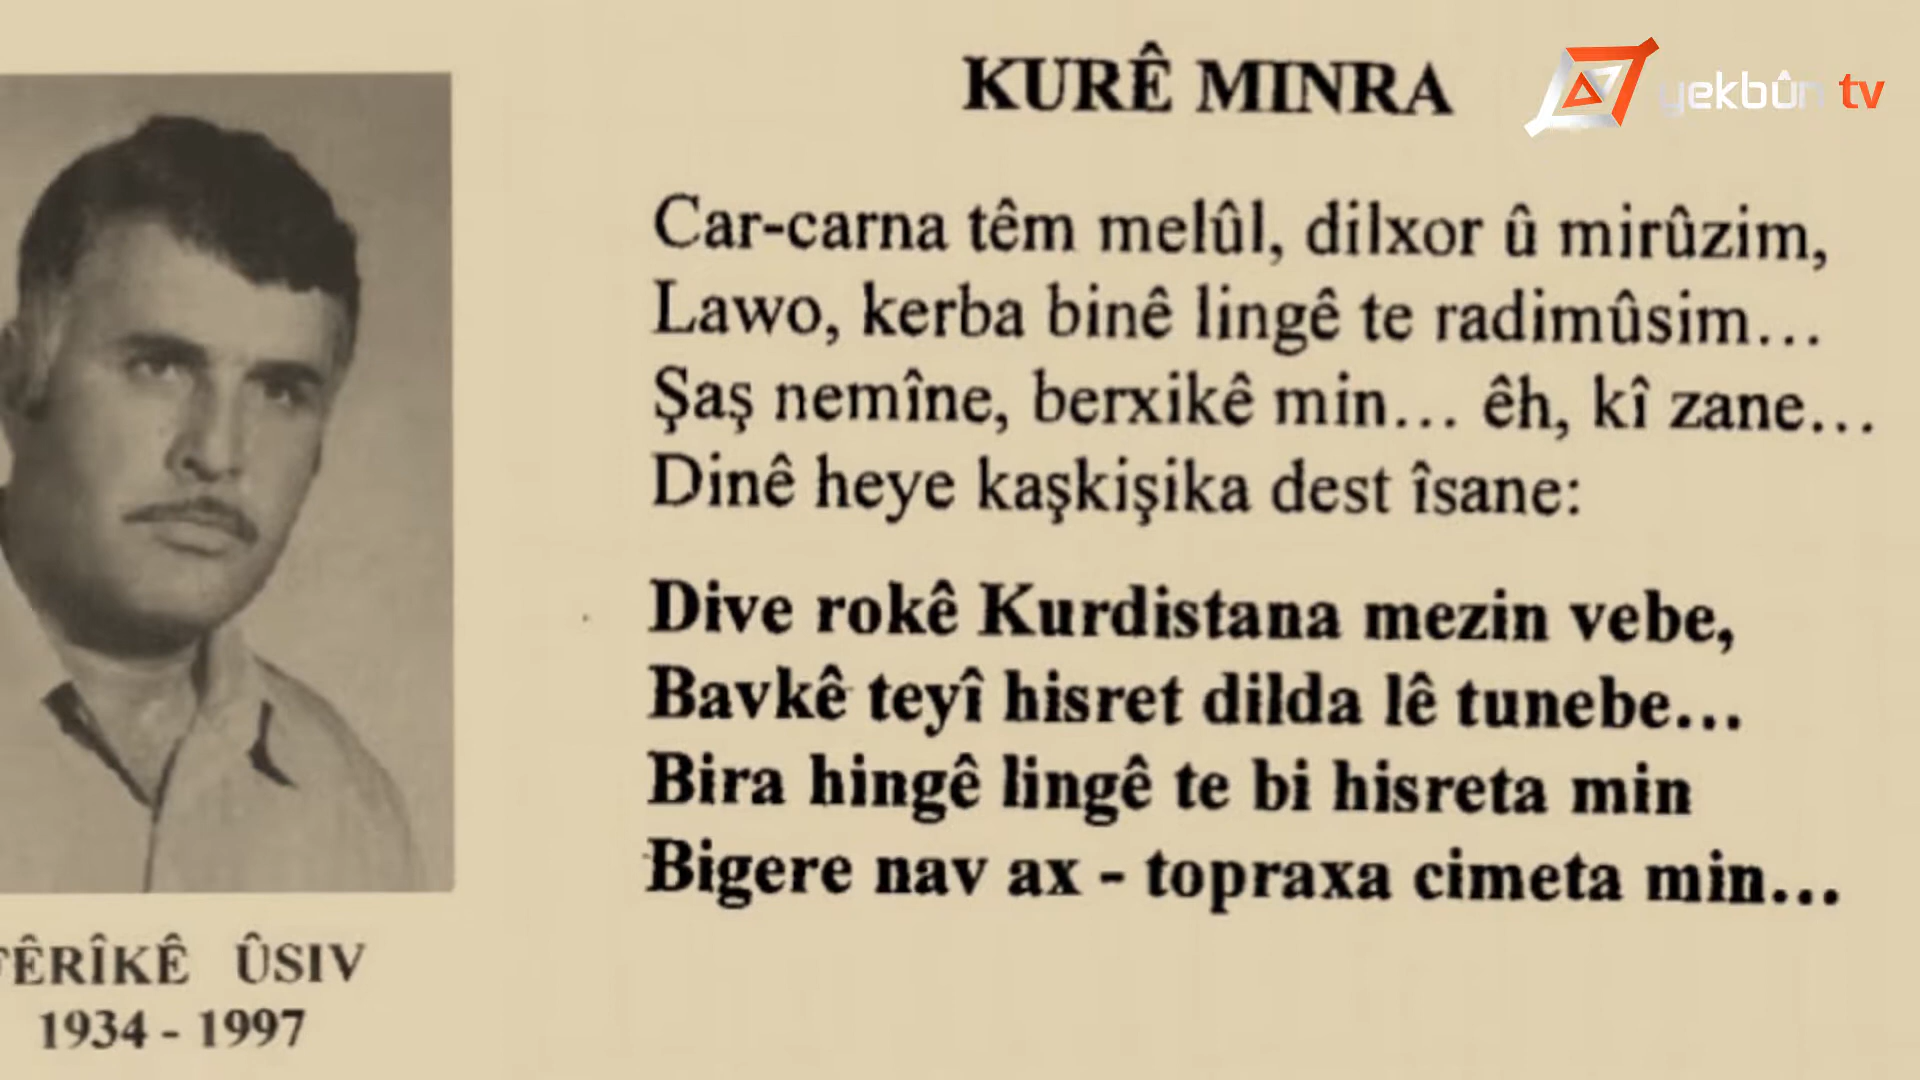 KURÊ MINRA
yekbûn tv
Car-carna têm melûl, dilxor û mirûzim,
Lawo, kerba binê lingê te radimûsim...
Şaş nemîne, berxikê min... êh, kî zane...
Dinê heye kaşkişika dest îsane:
Dive rokê Kurdistana mezin vebe,
Bavkê teyî hisret dilda lê tunebe...
Bira hingê lingê te bi hisreta min
Bigere nav ax - topraxa cimeta min...
ÊRÎKÊ ÛSIV
1934 - 1997